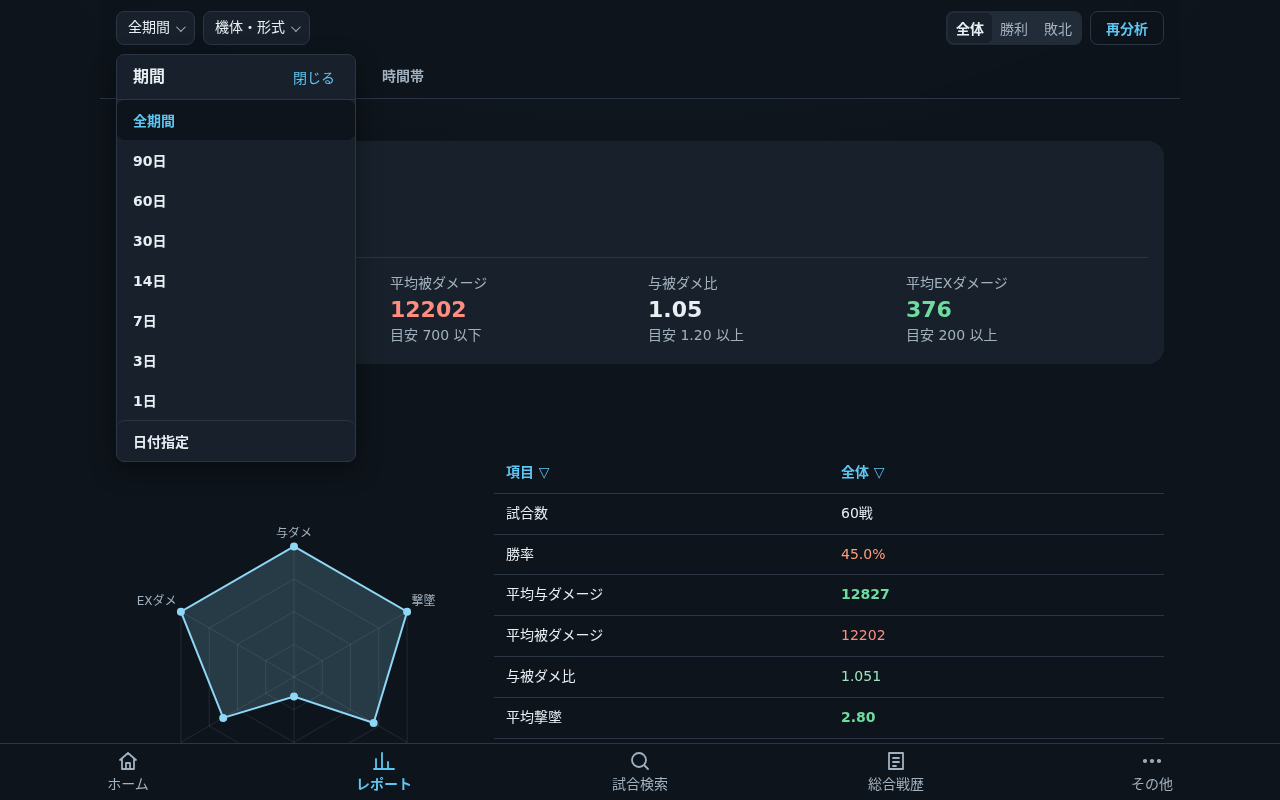 全期間
機体・形式
全体 勝利 敗北
再分析
期間
閉じる
時間帯
全期間
90日
60日
30日
14日
7日
3日
1日
日付指定
平均被ダメージ
12202
目安 700 以下
与被ダメ比
1.05
目安 1.20 以上
平均EXダメージ
376
目安 200 以上
与ダメ
撃墜
EXダメ
項目 ▽ 全体 ▽
試合数 60戦
勝率 45.0%
平均与ダメージ 12827
平均被ダメージ 12202
与被ダメ比 1.051
平均撃墜 2.80
ホーム
レポート
試合検索
総合戦歴
その他